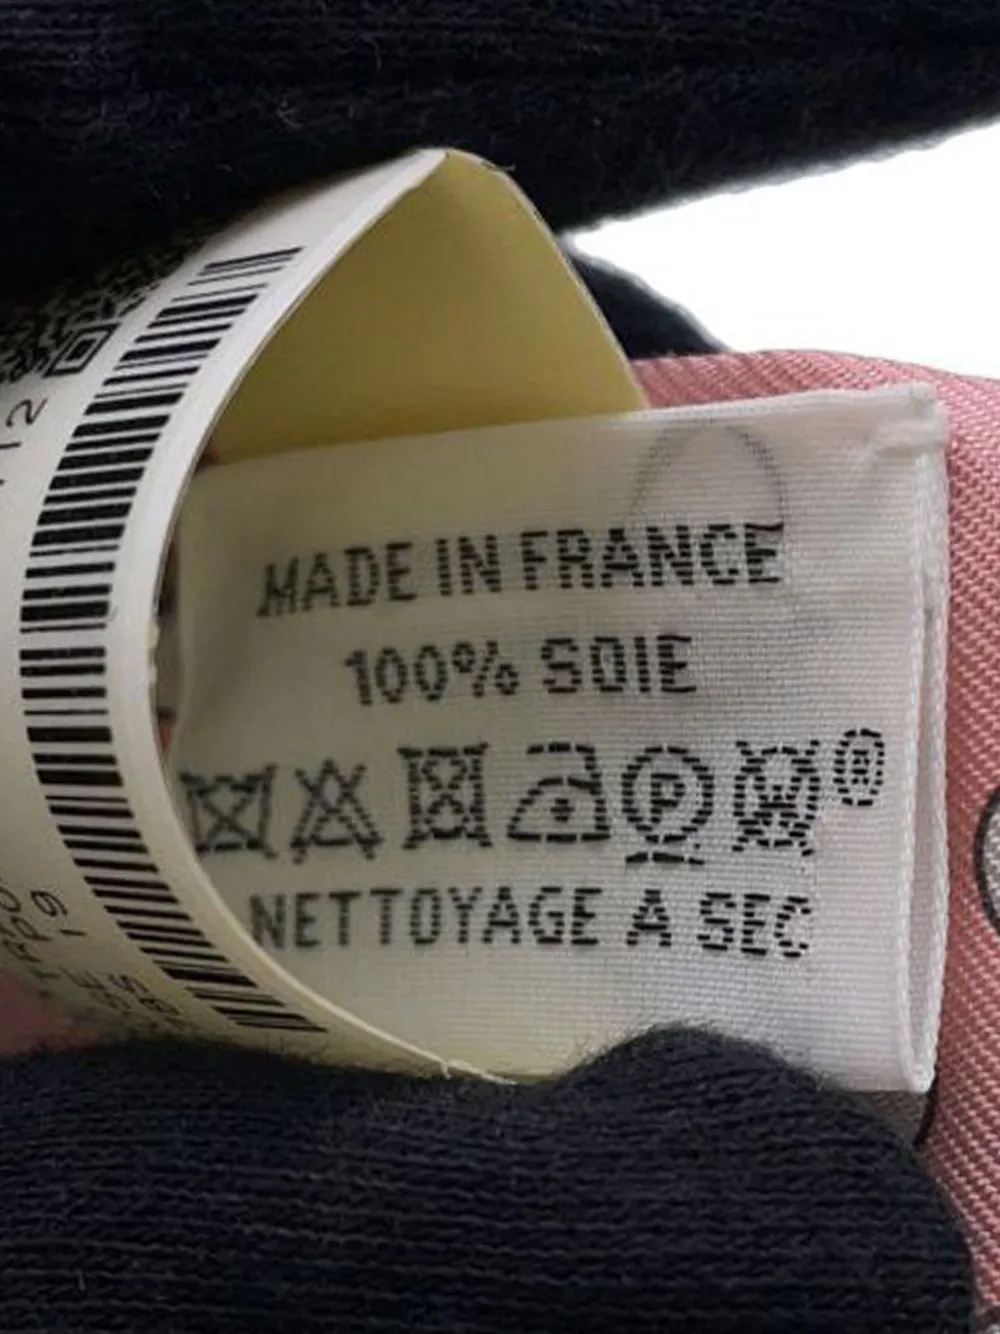 MADE IN FRANCE
100% SOIE
P
®
NETTOYAGE A SEC